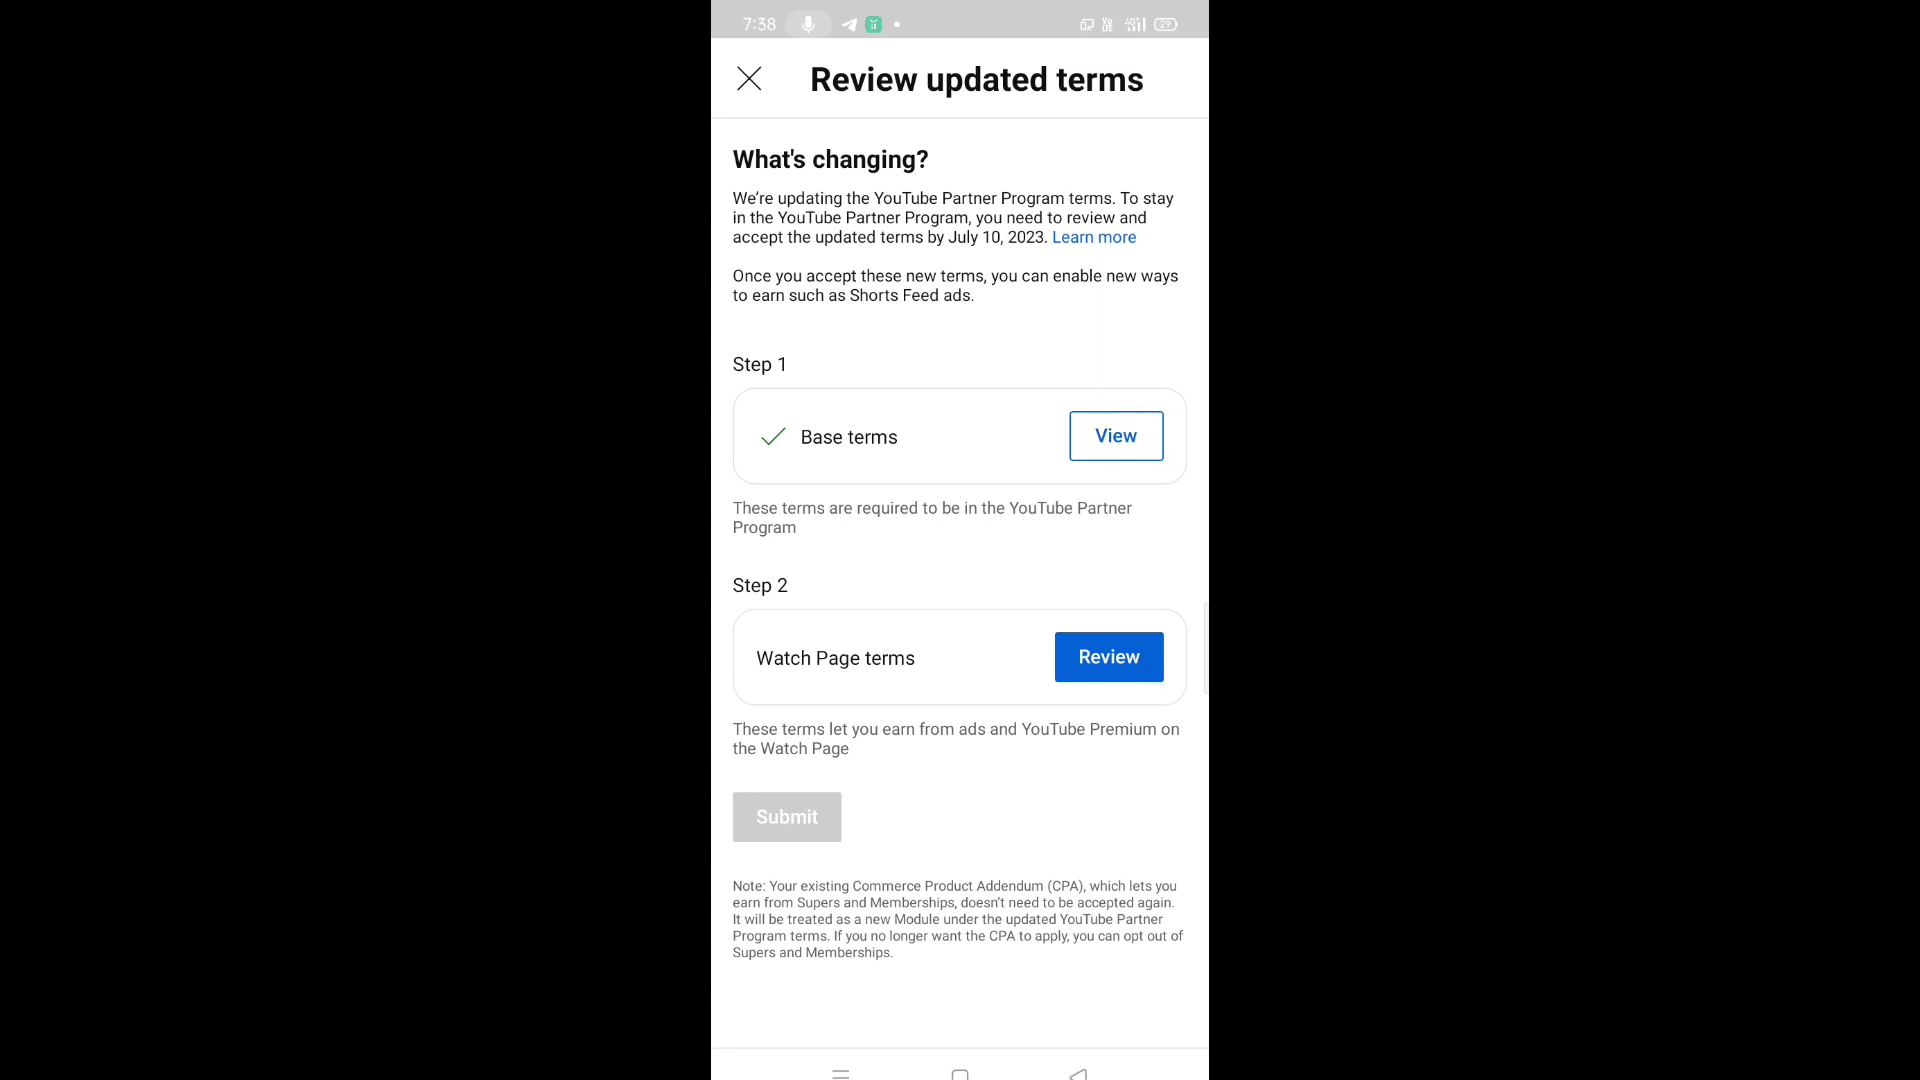 7:38
29
Review updated terms
What's changing?
We’re updating the YouTube Partner Program terms. To stay
in the YouTube Partner Program, you need to review and
accept the updated terms by July 10, 2023. Learn more
Once you accept these new terms, you can enable new ways
to earn such as Shorts Feed ads.
Step 1
Base terms
View
These terms are required to be in the YouTube Partner
Program
Step 2
Watch Page terms
Review
These terms let you earn from ads and YouTube Premium on
the Watch Page
Submit
Note: Your existing Commerce Product Addendum (CPA), which lets you
earn from Supers and Memberships, doesn’t need to be accepted again.
It will be treated as a new Module under the updated YouTube Partner
Program terms. If you no longer want the CPA to apply, you can opt out of
Supers and Memberships.